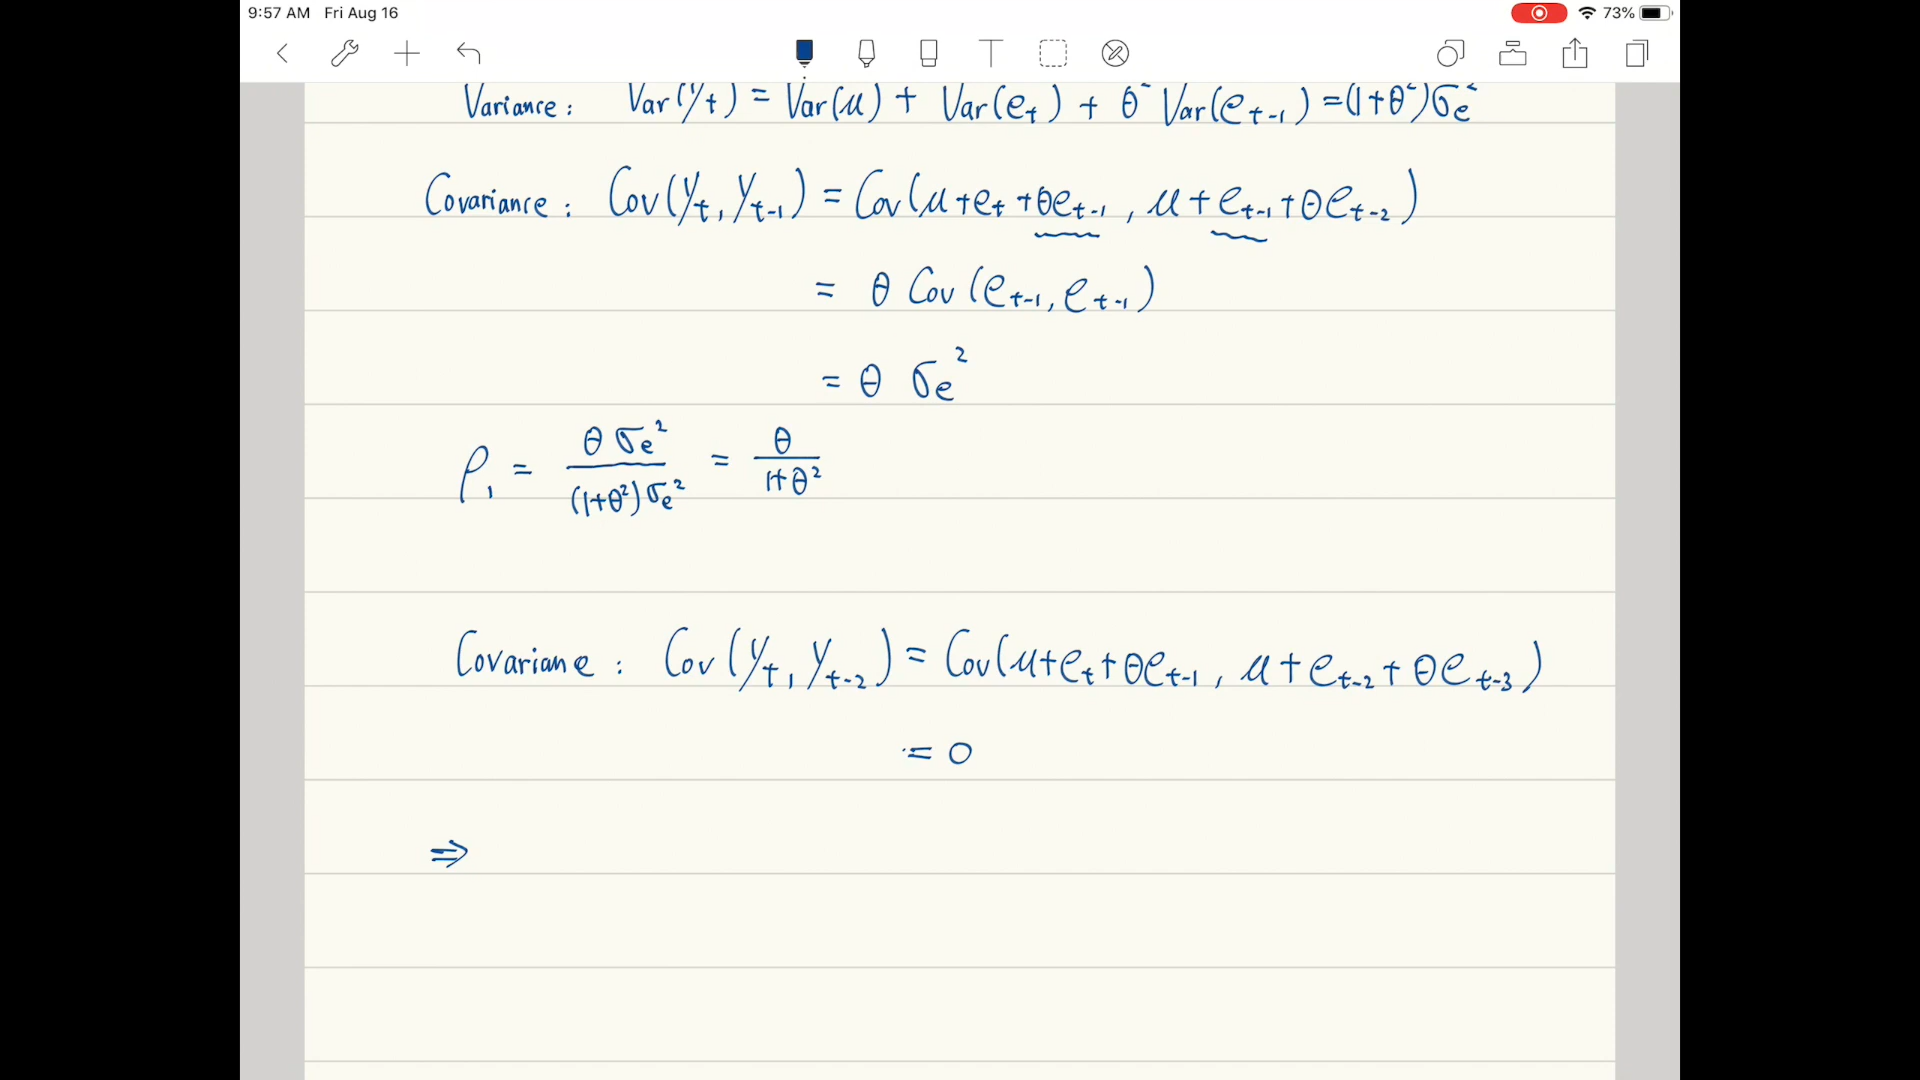 9:57 AM Fri Aug 16 73%
Variance: Var(Yt) = Var(μ) + Var(et) + θ² Var(et-1) = (1+θ²)σe²
Covariance: Cov(Yt, Yt-1) = Cov(μ+et+θet-1, μ+et-1+θet-2)
= θ Cov(et-1, et-1)
= θ σe²
ρ1 = θσe² / (1+θ²)σe² = θ / 1+θ²
Covariane: Cov(Yt, Yt-2) = Cov(μ+et+θet-1, μ+et-2+θet-3)
= 0
⇒